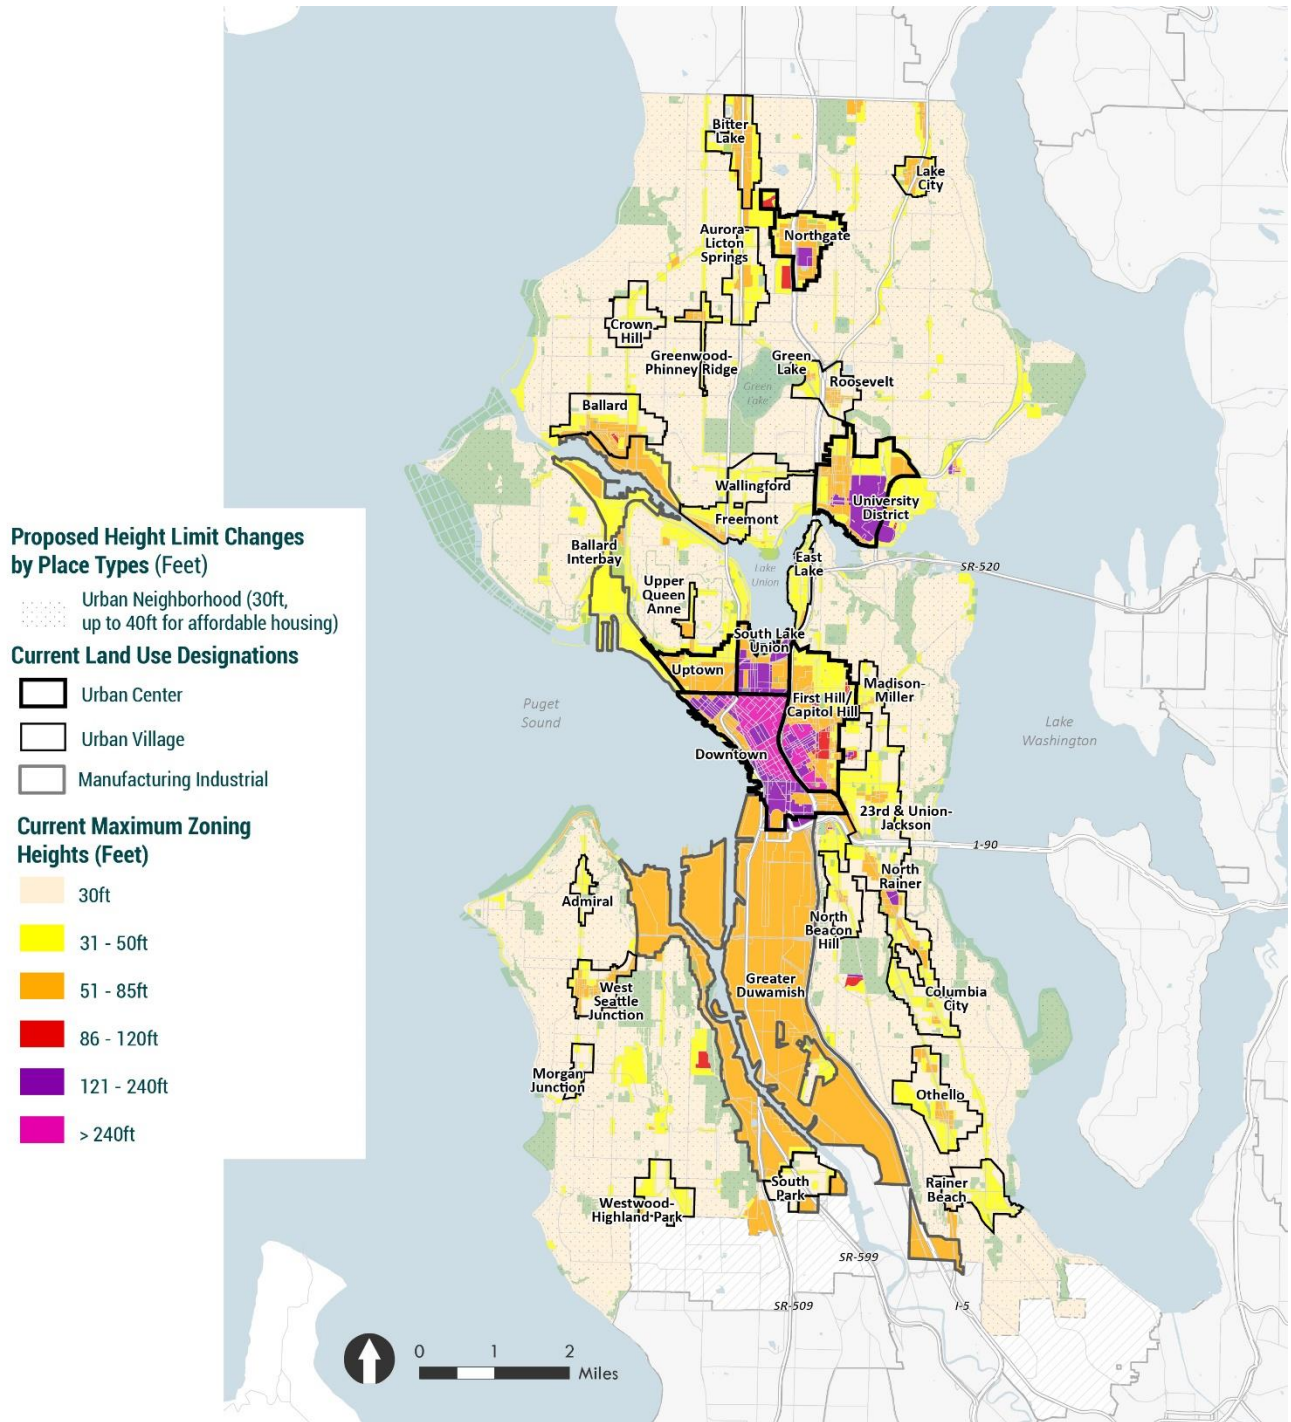 Proposed Height Limit Changes
by Place Types (Feet)
Urban Neighborhood (30ft,
up to 40ft for affordable housing)
Current Land Use Designations
Urban Center
Urban Village
Manufacturing Industrial
Current Maximum Zoning
Heights (Feet)
30ft
31 - 50ft
51 - 85ft
86 - 120ft
121 - 240ft
> 240ft
Bitter
Lake
Lake
City
Aurora-
Licton
Springs
Northgate
Crown
Hill
Greenwood-
Phinney Ridge
Green
Lake
Green
Lake
Roosevelt
Ballard
Wallingford
Freemont
University
District
Ballard
Interbay
East
Lake
Lake
Union
SR-520
Upper
Queen
Anne
South Lake
Union
Uptown
Madison-
Miller
First Hill/
Capitol Hill
Puget
Sound
Lake
Washington
Downtown
23rd & Union-
Jackson
1-90
North
Rainer
Admiral
North
Beacon
Hill
Greater
Duwamish
West
Seattle
Junction
Columbia
City
Morgan
Junction
Othello
South
Park
Rainer
Beach
Westwood-
Highland Park
SR-599
SR-509
I-5
0 1 2
Miles